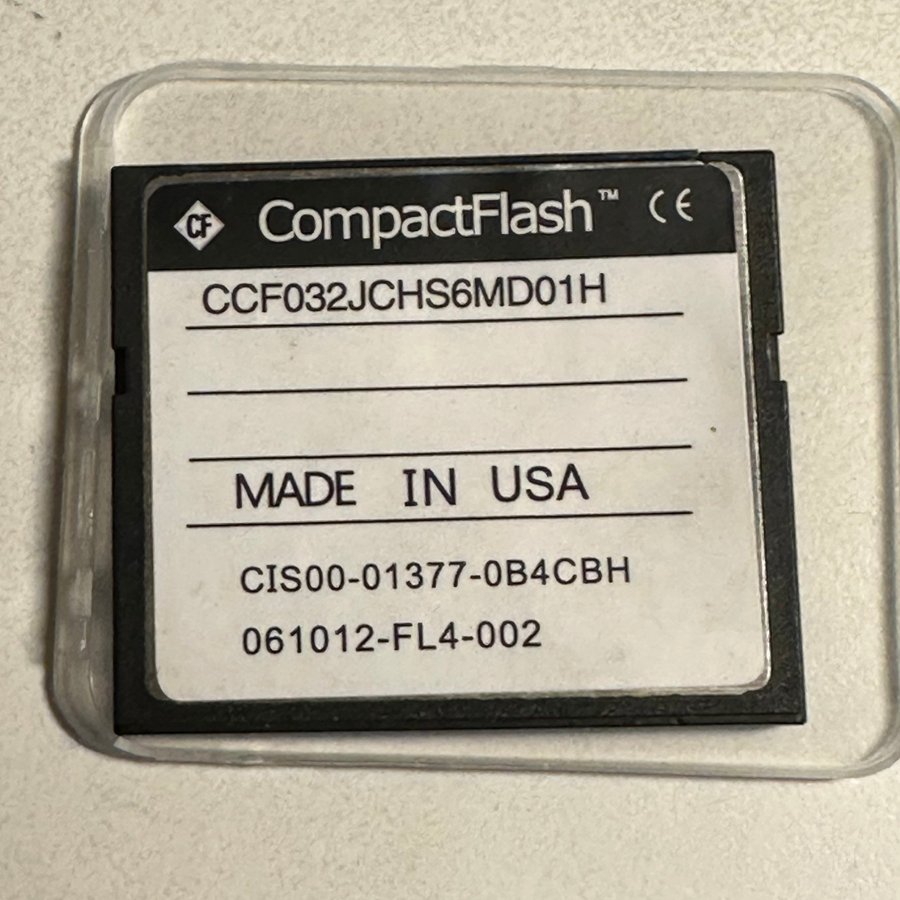 CF CompactFlash™ CE
CCF032JCHS6MD01H
MADE IN USA
CIS00-01377-0B4CBH
061012-FL4-002